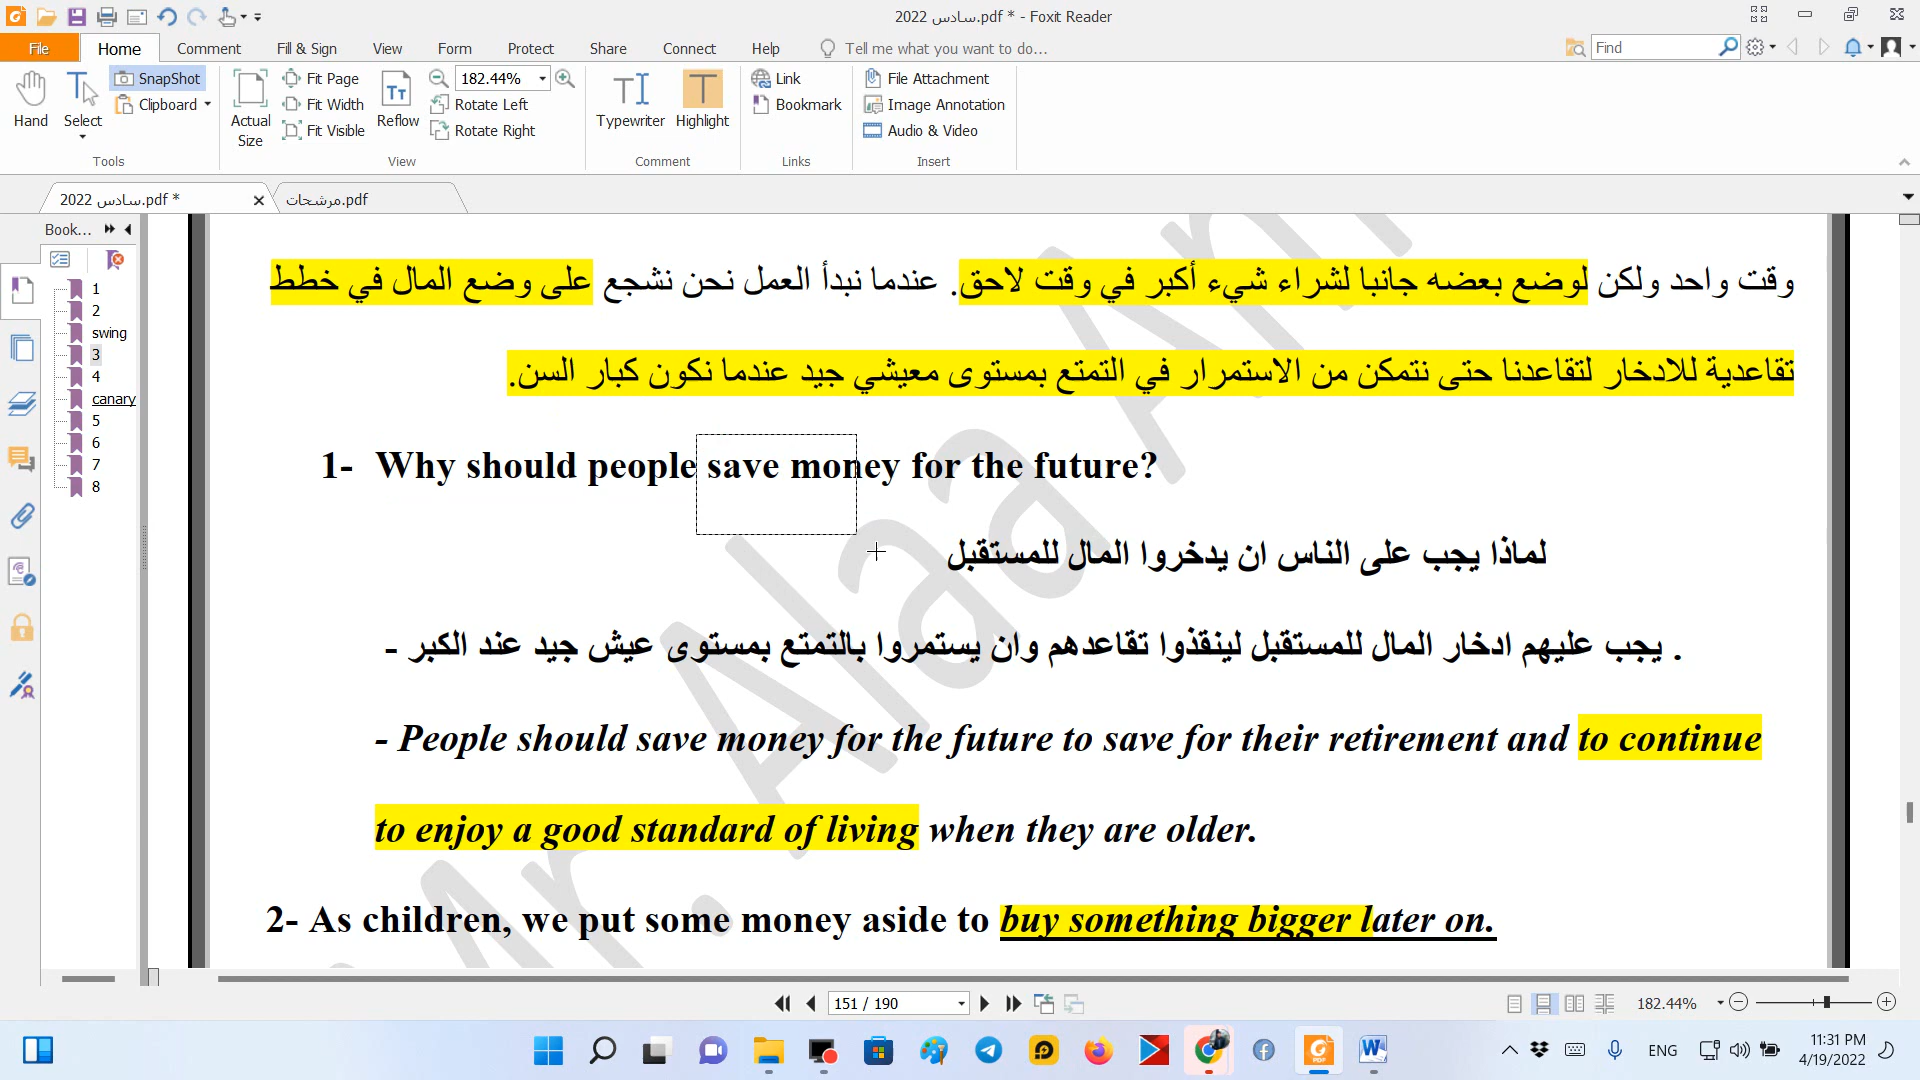 سادس 2022.pdf * - Foxit Reader
File Home Comment Fill & Sign View Form Protect Share Connect Help Tell me what you want to do... Find
SnapShot Fit Page 182.44% Link File Attachment
Clipboard Fit Width Rotate Left Bookmark Image Annotation
Hand Select Actual Size Fit Visible Reflow Rotate Right Typewriter Highlight Audio & Video
Tools View Comment Links Insert
سادس 2022.pdf * مرشحات.pdf
Book...
1
2
swing
3
4
canary
5
6
7
8
وقت واحد ولكن لوضع بعضه جانبا لشراء شيء أكبر في وقت لاحق. عندما نبدأ العمل نحن نشجع على وضع المال في خطط
تقاعدية للادخار لتقاعدنا حتى نتمكن من الاستمرار في التمتع بمستوى معيشي جيد عندما نكون كبار السن.
1- Why should people save money for the future?
لماذا يجب على الناس ان يدخروا المال للمستقبل
. يجب عليهم ادخار المال للمستقبل لينقذوا تقاعدهم وان يستمروا بالتمتع بمستوى عيش جيد عند الكبر -
- People should save money for the future to save for their retirement and to continue
to enjoy a good standard of living when they are older.
2- As children, we put some money aside to buy something bigger later on.
Mr. Alaa Am
151 / 190 182.44%
ENG 11:31 PM
4/19/2022